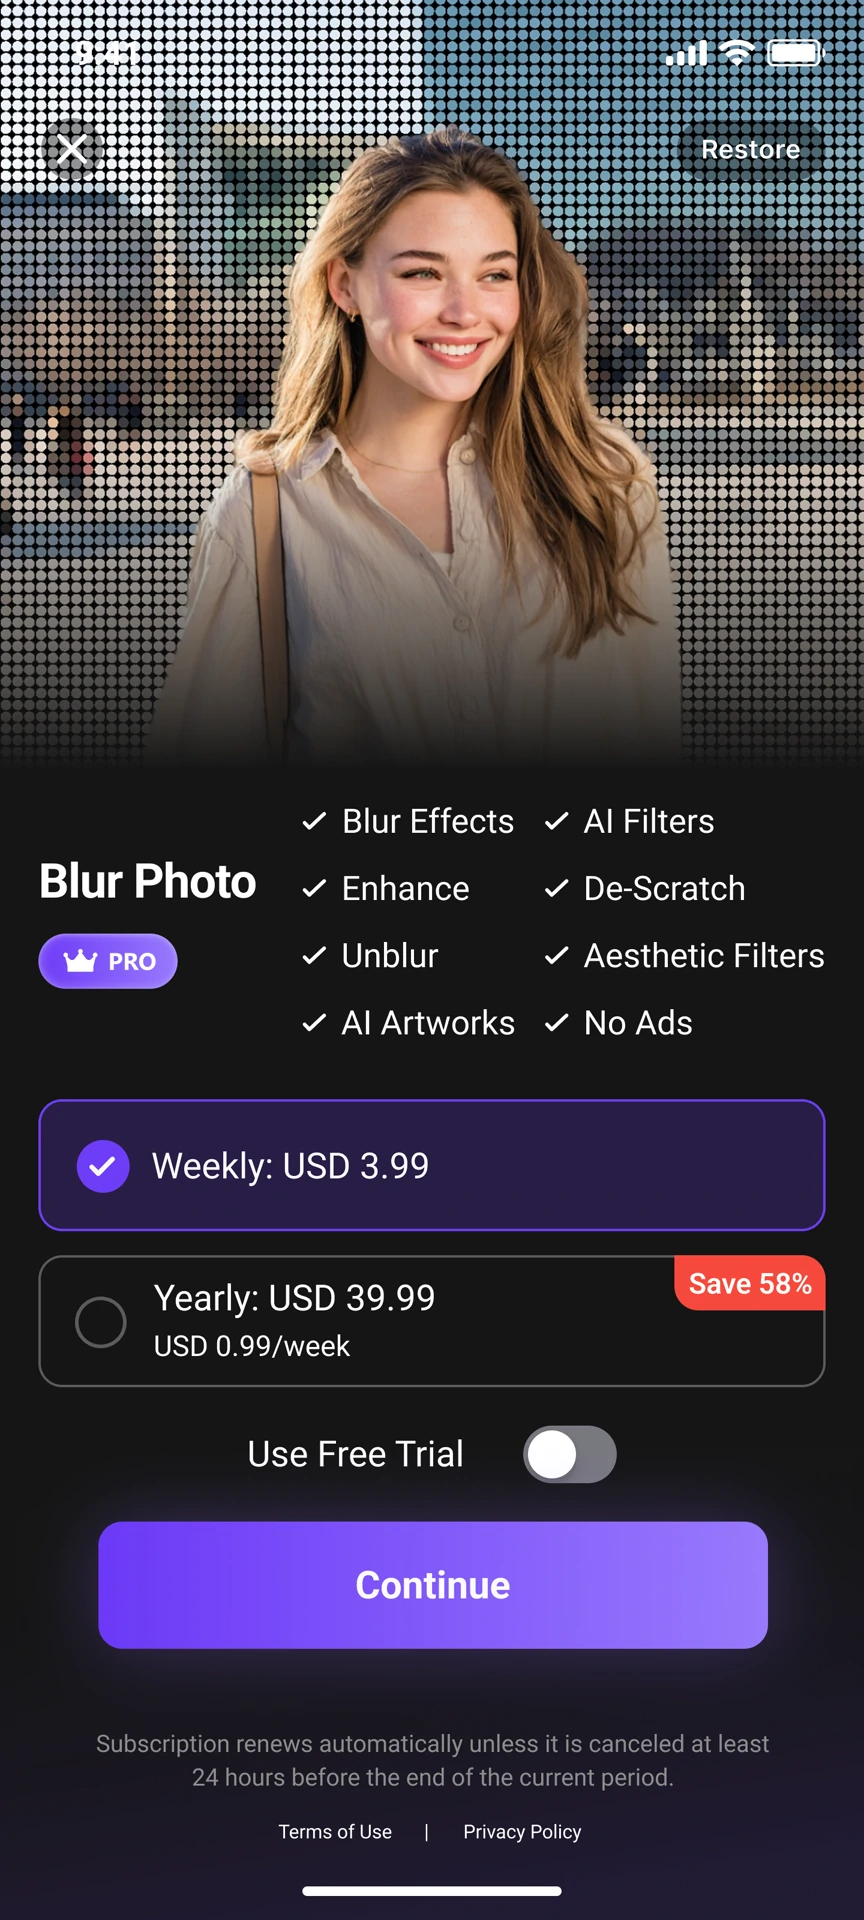 9:41
Restore
Blur Photo
PRO
Blur Effects
AI Filters
Enhance
De-Scratch
Unblur
Aesthetic Filters
AI Artworks
No Ads
Weekly: USD 3.99
Save 58%
Yearly: USD 39.99
USD 0.99/week
Use Free Trial
Continue
Subscription renews automatically unless it is canceled at least
24 hours before the end of the current period.
Terms of Use | Privacy Policy